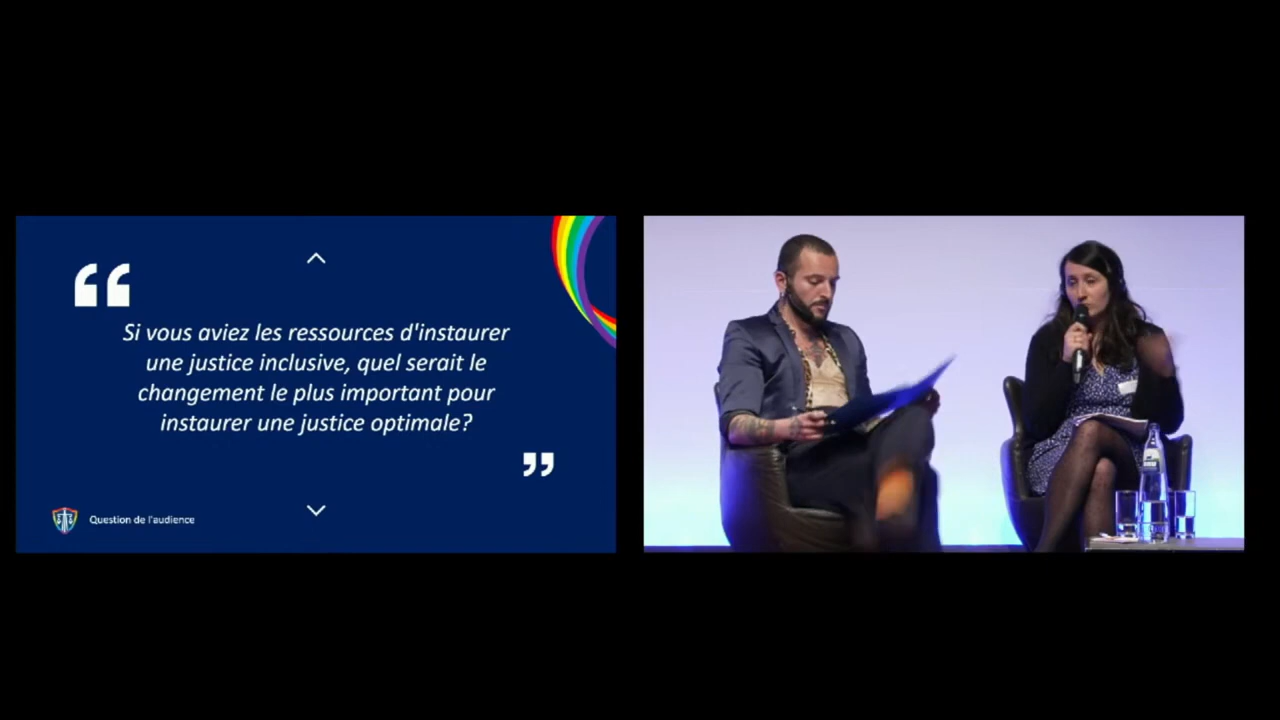 “
Si vous aviez les ressources d'instaurer
une justice inclusive, quel serait le
changement le plus important pour
instaurer une justice optimale?
”
Question de l'audience